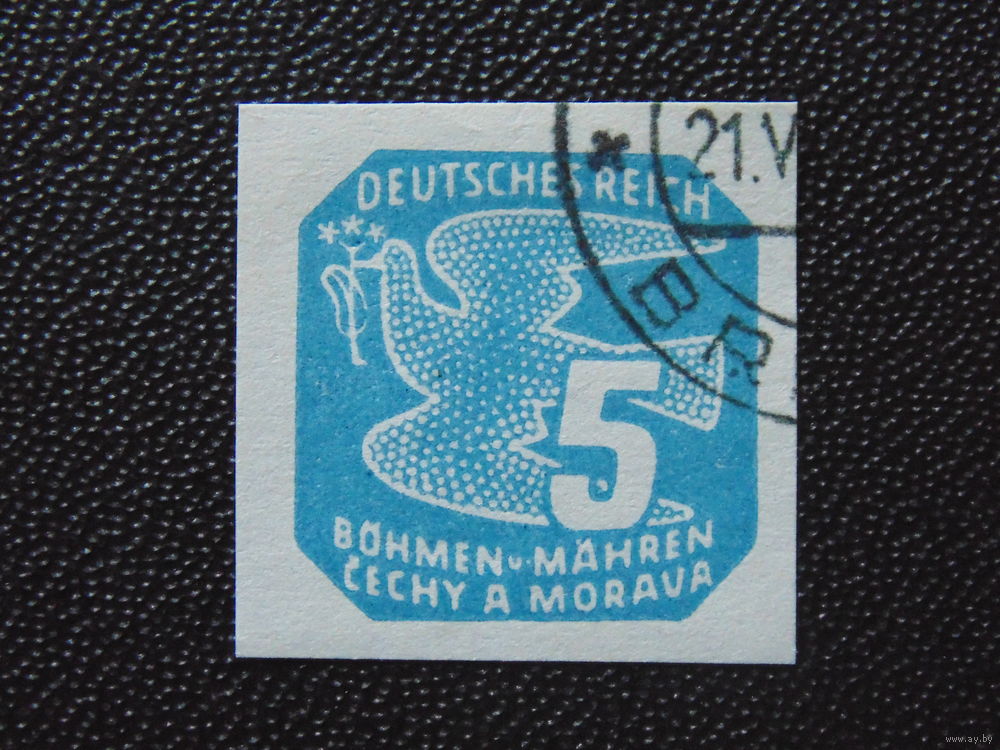 DEUTSCHES REICH
5
BÖHMEN u. MÄHREN
ČECHY A MORAVA
21.V
BR
www.ay.by